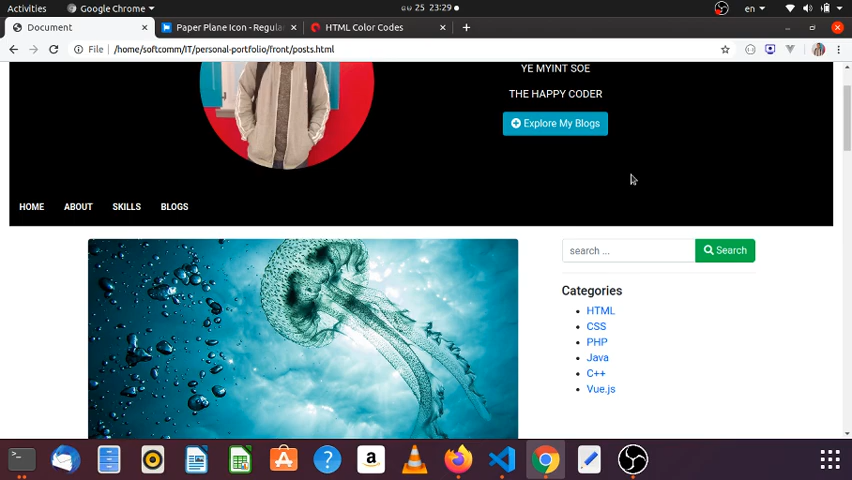 Activities
Google Chrome
25 23:29
en
Document
Paper Plane Icon - Regular
HTML Color Codes
File
/home/softcomm/IT/personal-portfolio/front/posts.html
YE MYINT SOE
THE HAPPY CODER
Explore My Blogs
HOME
ABOUT
SKILLS
BLOGS
search ...
Search
Categories
HTML
CSS
PHP
Java
C++
Vue.js